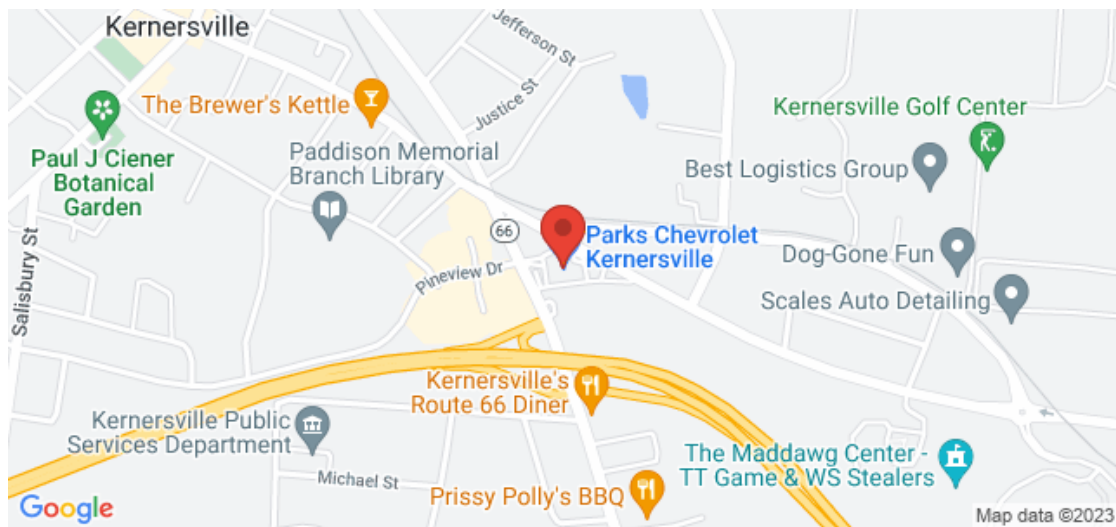 Kernersville
Jefferson St
Justice St
The Brewer's Kettle
Kernersville Golf Center
Paul J Ciener
Botanical
Garden
Paddison Memorial
Branch Library
Best Logistics Group
66
Parks Chevrolet
Kernersville
Dog-Gone Fun
Pineview Dr
Salisbury St
Scales Auto Detailing
Kernersville's
Route 66 Diner
Kernersville Public
Services Department
Michael St
The Maddawg Center -
TT Game & WS Stealers
Prissy Polly's BBQ
Google
Map data ©2023